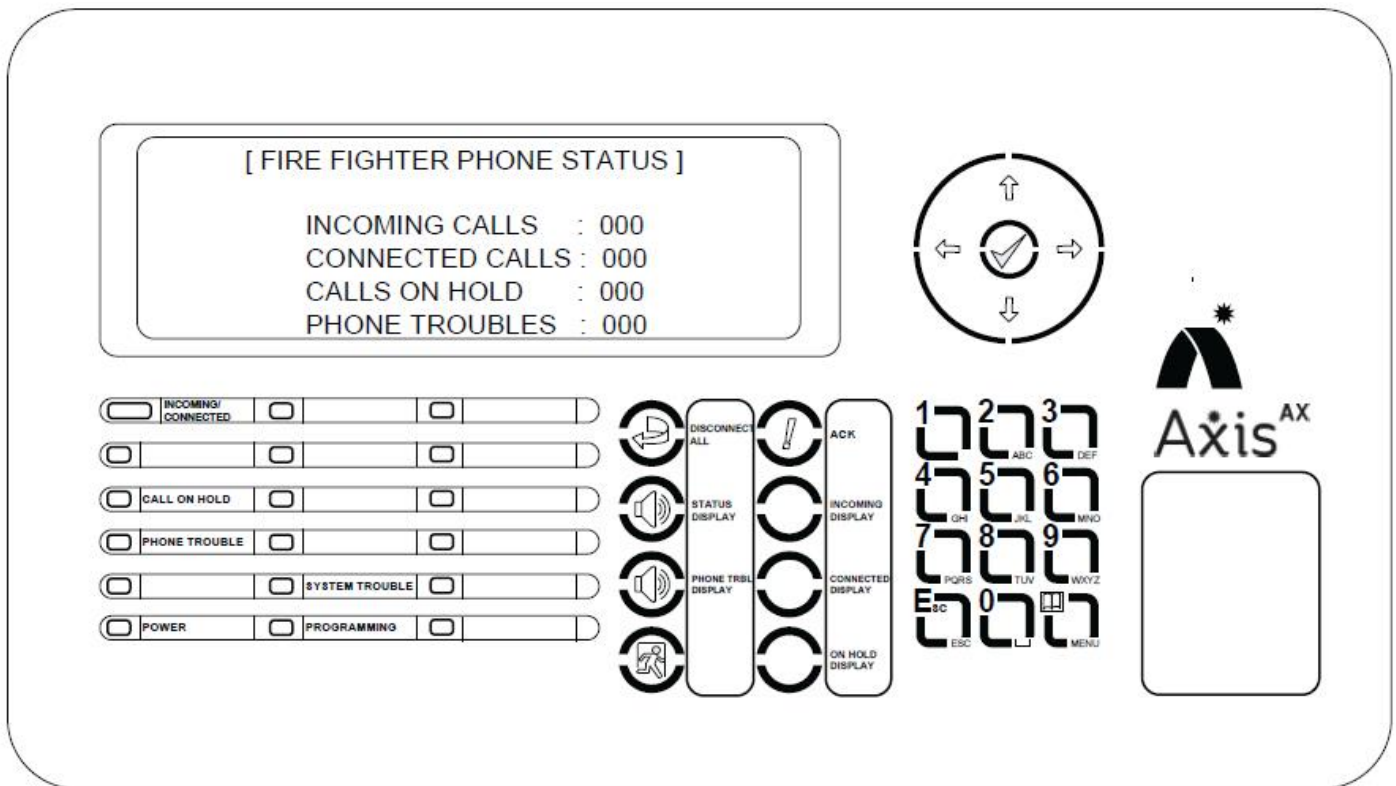 [ FIRE FIGHTER PHONE STATUS ]
INCOMING CALLS : 000
CONNECTED CALLS : 000
CALLS ON HOLD : 000
PHONE TROUBLES : 000
INCOMING/
CONNECTED
CALL ON HOLD
PHONE TROUBLE
SYSTEM TROUBLE
POWER
PROGRAMMING
DISCONNECT
ALL
STATUS
DISPLAY
PHONE TRBL
DISPLAY
ACK
INCOMING
DISPLAY
CONNECTED
DISPLAY
ON HOLD
DISPLAY
1 2 3
ABC DEF
4 5 6
GHI JKL MNO
7 8 9
PQRS TUV WXYZ
Esc 0
ESC MENU
Axis AX